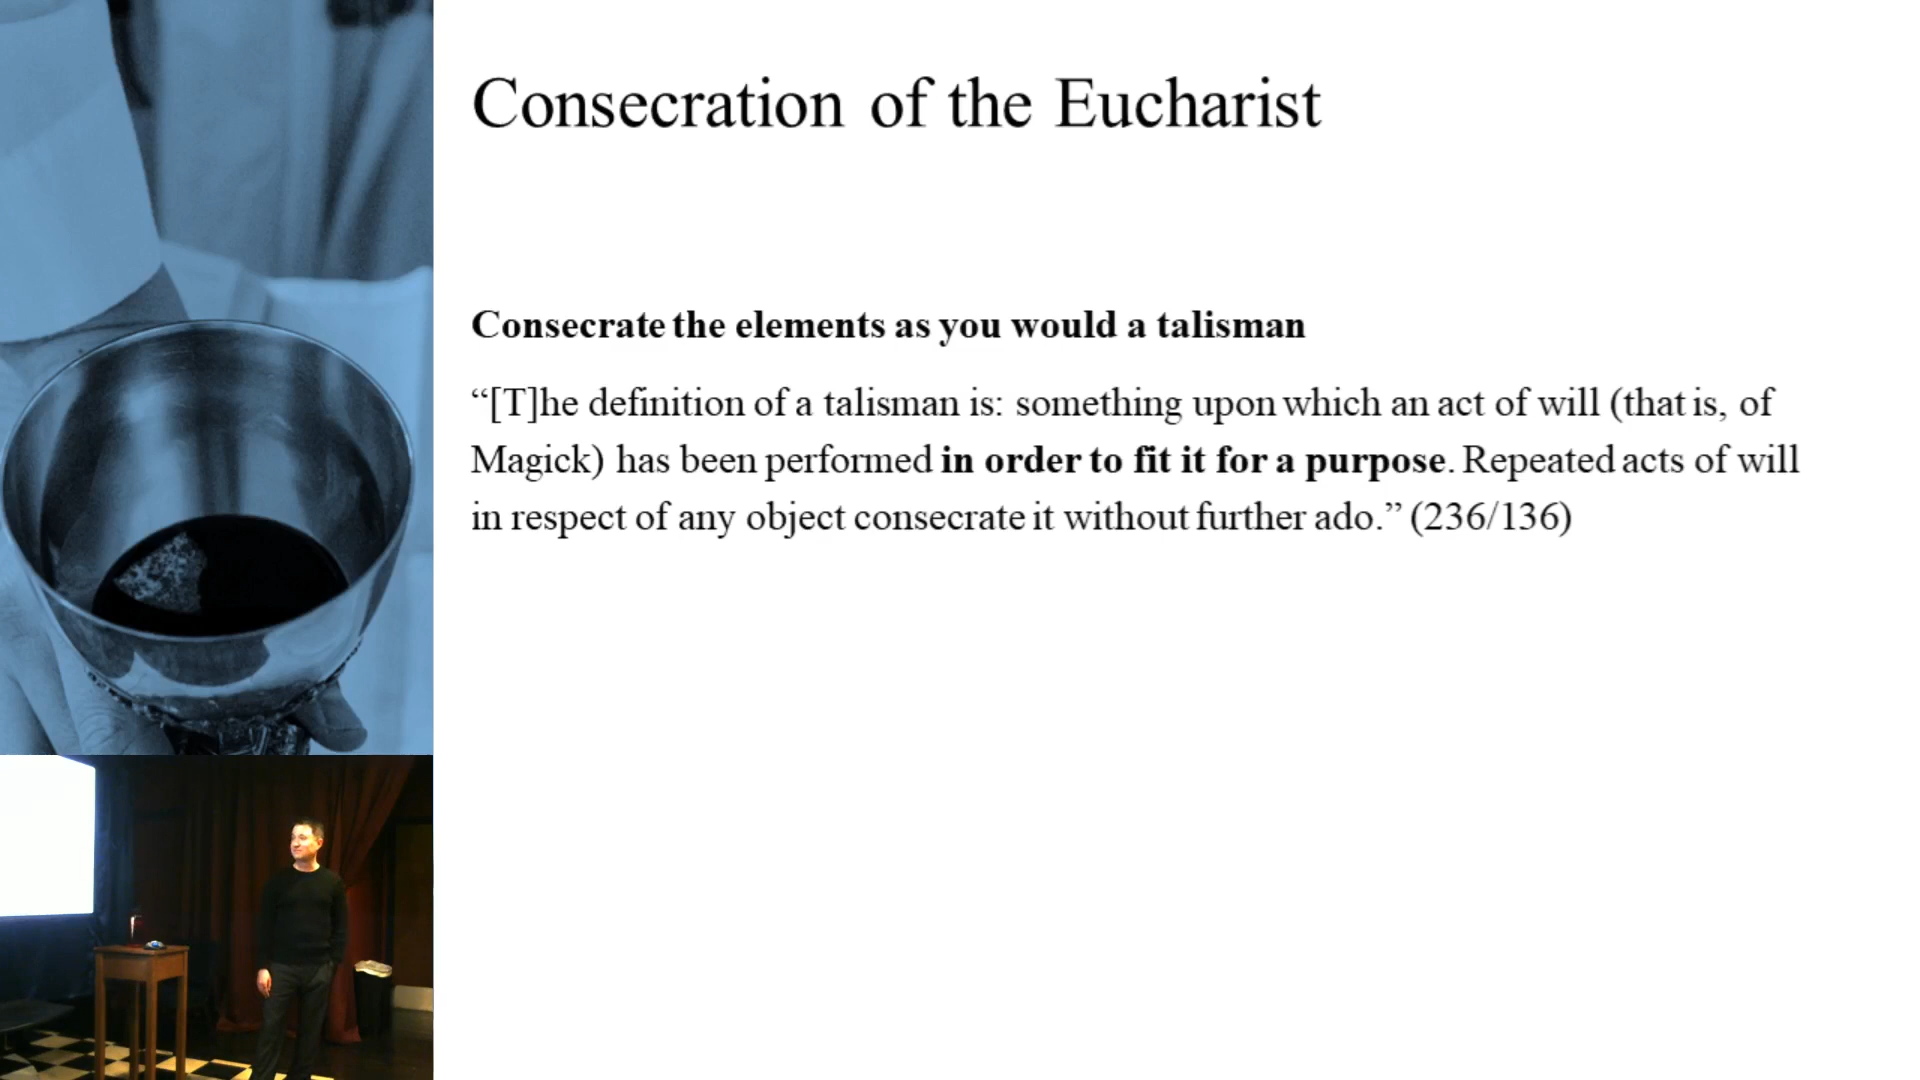 Consecration of the Eucharist
Consecrate the elements as you would a talisman
“[T]he definition of a talisman is: something upon which an act of will (that is, of
Magick) has been performed in order to fit it for a purpose. Repeated acts of will
in respect of any object consecrate it without further ado.” (236/136)